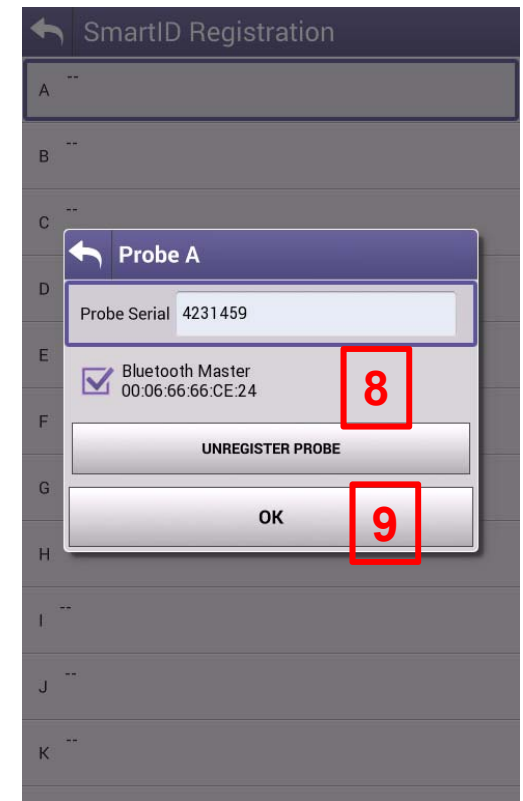 SmartID Registration
A --
B --
C --
Probe A
D
Probe Serial 4231459
E
Bluetooth Master
00:06:66:66:CE:24
8
F
UNREGISTER PROBE
G
OK
9
H
I --
J --
K --